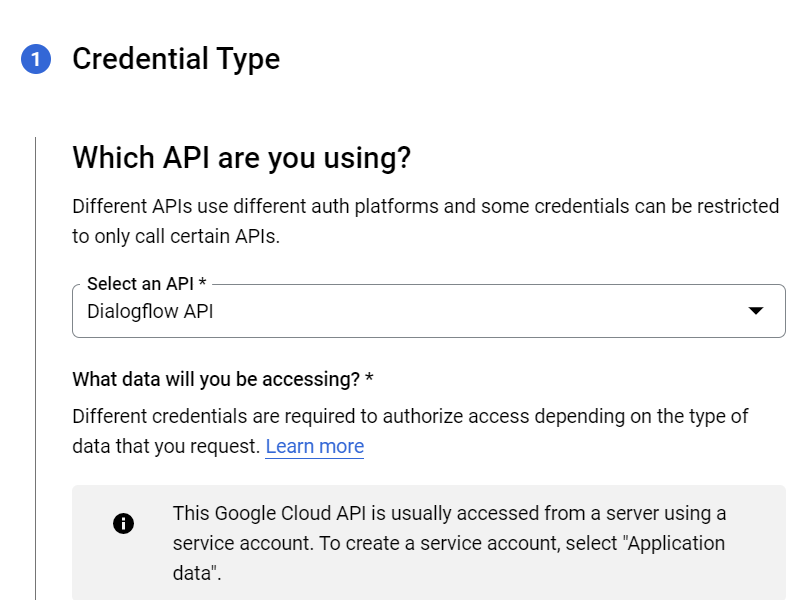 1 Credential Type
Which API are you using?
Different APIs use different auth platforms and some credentials can be restricted
to only call certain APIs.
Select an API *
Dialogflow API
What data will you be accessing? *
Different credentials are required to authorize access depending on the type of
data that you request. Learn more
This Google Cloud API is usually accessed from a server using a
service account. To create a service account, select "Application
data".